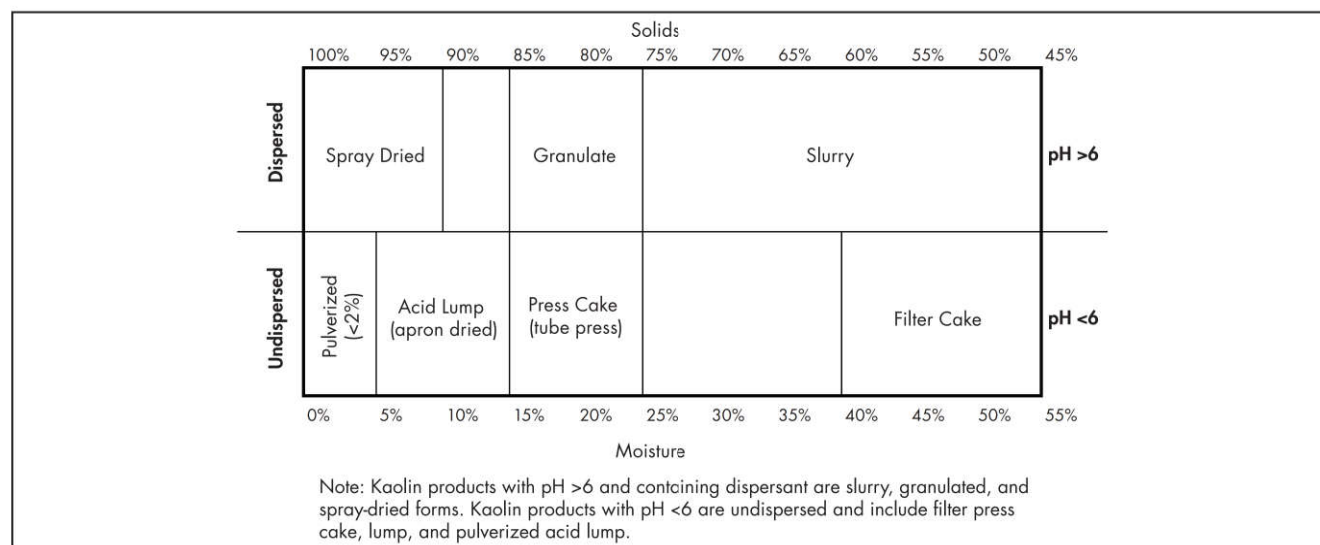 Solids
100% 95% 90% 85% 80% 75% 70% 65% 60% 55% 50% 45%
Dispersed
Spray Dried
Granulate
Slurry
pH >6
Undispersed
Pulverized
(<2%)
Acid Lump
(apron dried)
Press Cake
(tube press)
Filter Cake
pH <6
0% 5% 10% 15% 20% 25% 30% 35% 40% 45% 50% 55%
Moisture
Note: Kaolin products with pH >6 and contcining dispersant are slurry, granulated, and
spray-dried forms. Kaolin products with pH <6 are undispersed and include filter press
cake, lump, and pulverized acid lump.